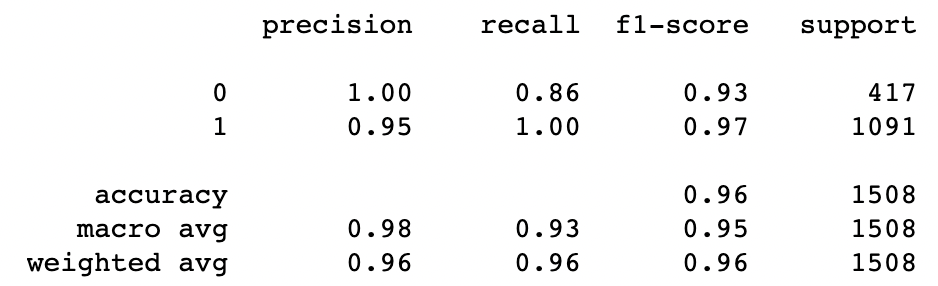 precision recall f1-score support
0 1.00 0.86 0.93 417
1 0.95 1.00 0.97 1091
accuracy 0.96 1508
macro avg 0.98 0.93 0.95 1508
weighted avg 0.96 0.96 0.96 1508